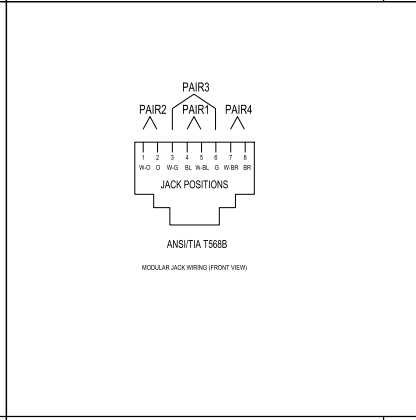 PAIR3
PAIR2 PAIR1 PAIR4
1 2 3 4 5 6 7 8
W-O O W-G BL W-BL G W-BR BR
JACK POSITIONS
ANSI/TIA T568B
MODULAR JACK WIRING (FRONT VIEW)